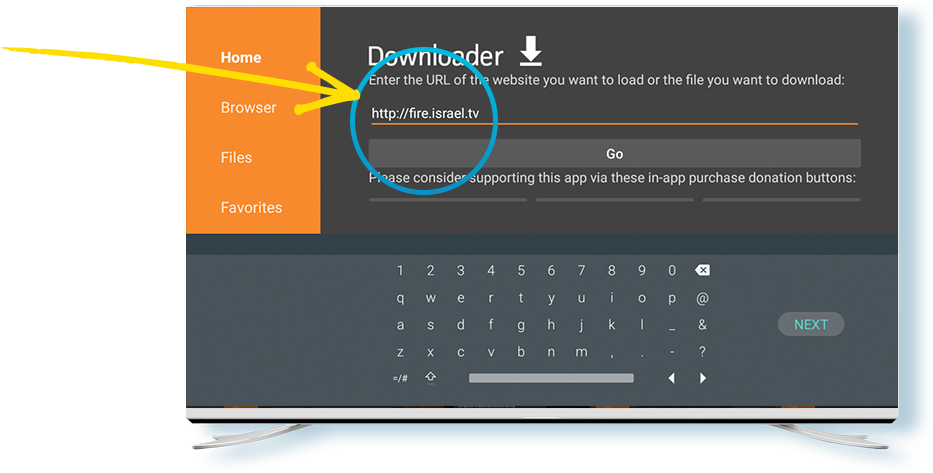 Home
Browser
Files
Favorites
Downloader
Enter the URL of the website you want to load or the file you want to download:
http://fire.israel.tv
Go
Please consider supporting this app via these in-app purchase donation buttons:
1 2 3 4 5 6 7 8 9 0
q w e r t y u i o p @
a s d f g h j k l _ &
z x c v b n m , . - ?
=/#
NEXT